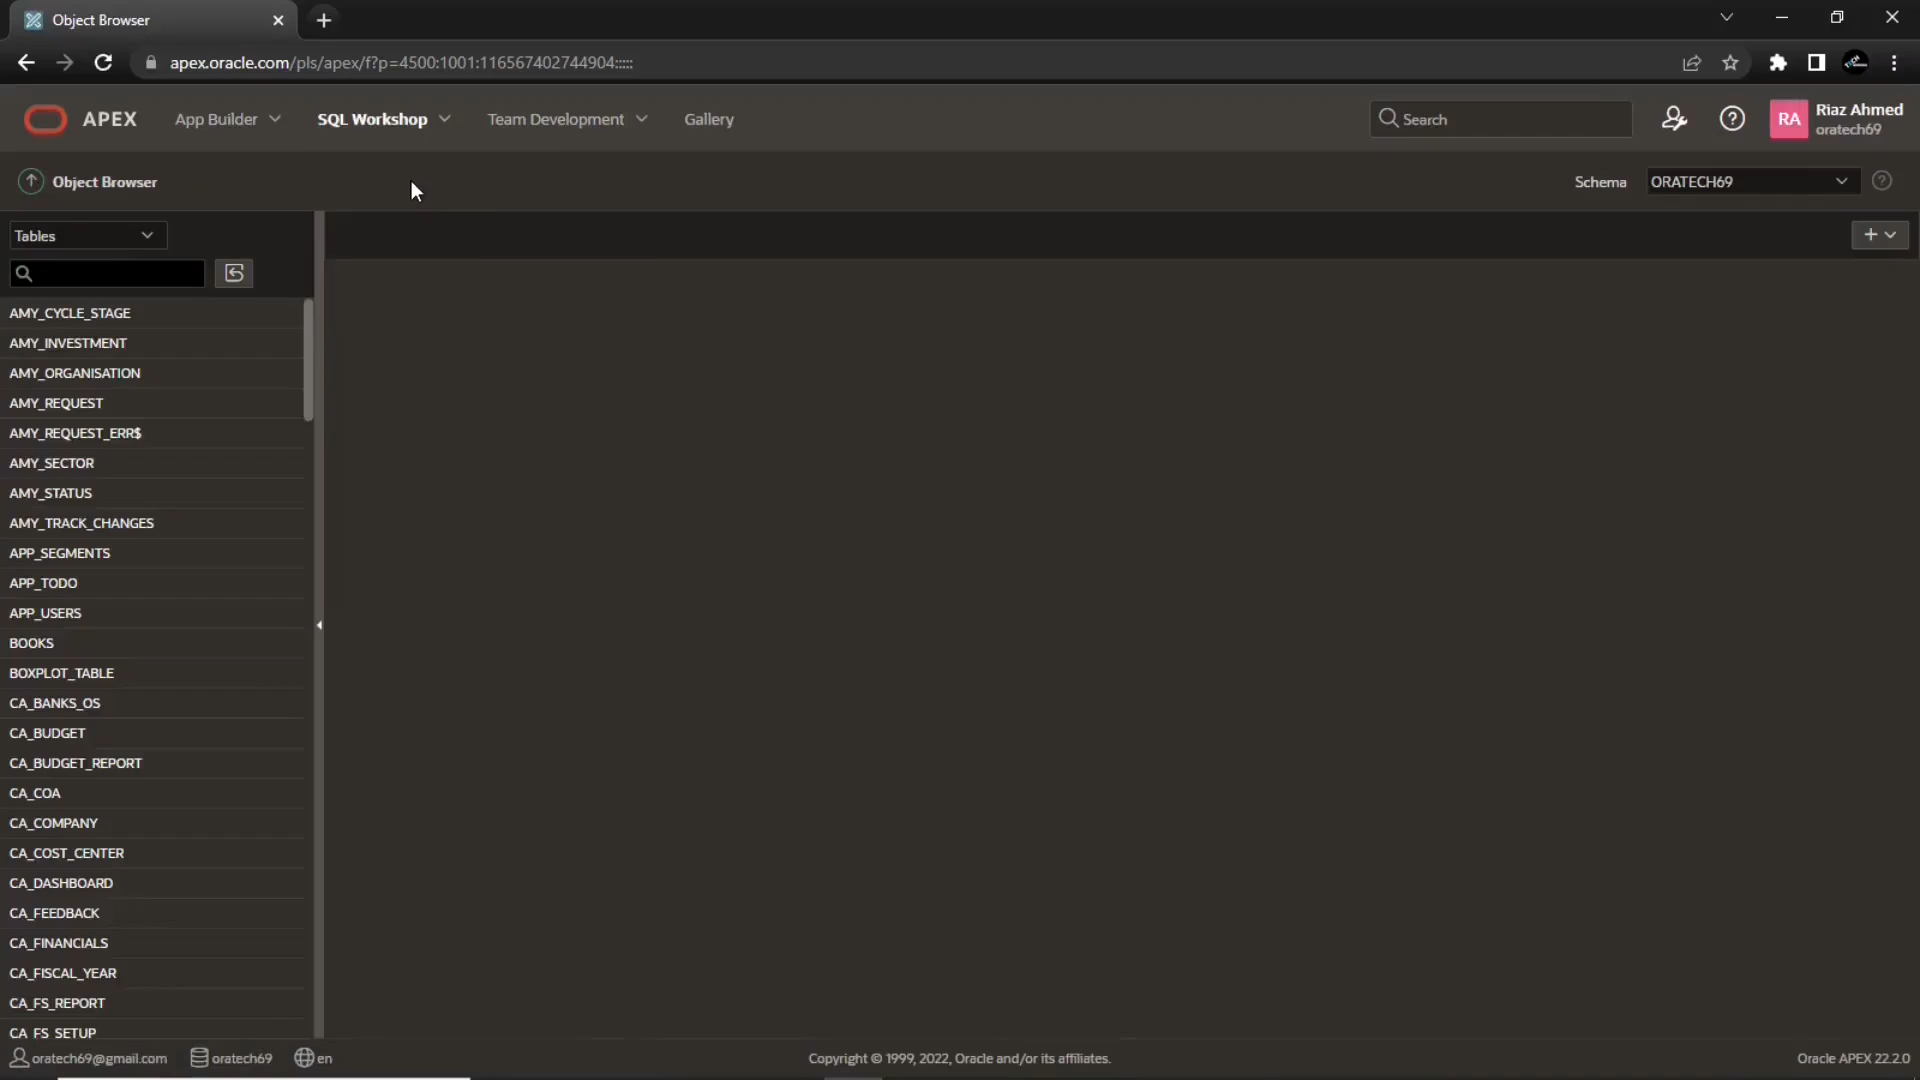 Object Browser
apex.oracle.com/pls/apex/f?p=4500:1001:116567402744904:::::
APEX
App Builder
SQL Workshop
Team Development
Gallery
Search
RA
Riaz Ahmed
oratech69
Object Browser
Schema
ORATECH69
Tables
AMY_CYCLE_STAGE
AMY_INVESTMENT
AMY_ORGANISATION
AMY_REQUEST
AMY_REQUEST_ERR$
AMY_SECTOR
AMY_STATUS
AMY_TRACK_CHANGES
APP_SEGMENTS
APP_TODO
APP_USERS
BOOKS
BOXPLOT_TABLE
CA_BANKS_OS
CA_BUDGET
CA_BUDGET_REPORT
CA_COA
CA_COMPANY
CA_COST_CENTER
CA_DASHBOARD
CA_FEEDBACK
CA_FINANCIALS
CA_FISCAL_YEAR
CA_FS_REPORT
CA_FS_SETUP
oratech69@gmail.com
oratech69
en
Copyright © 1999, 2022, Oracle and/or its affiliates.
Oracle APEX 22.2.0